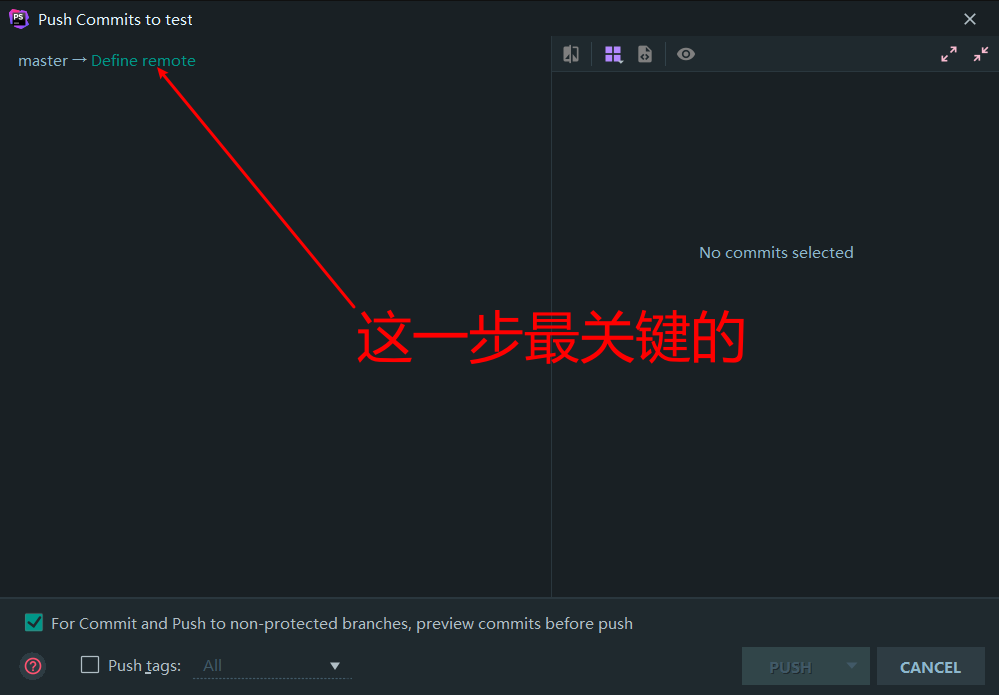 PS
Push Commits to test
master → Define remote
No commits selected
这一步最关键的
For Commit and Push to non-protected branches, preview commits before push
Push tags: All
PUSH
CANCEL